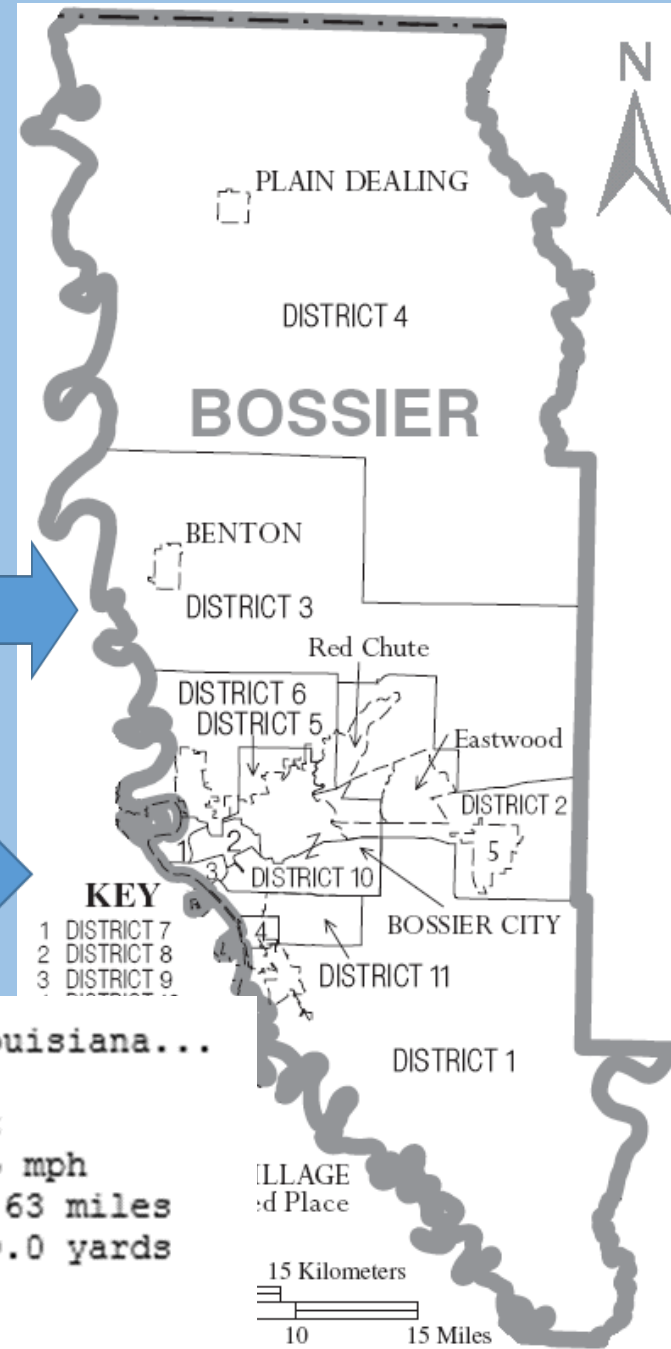 N
PLAIN DEALING
DISTRICT 4
BOSSIER
BENTON
DISTRICT 3
Red Chute
DISTRICT 6
DISTRICT 5
Eastwood
DISTRICT 2
5
1
2
3
DISTRICT 10
KEY
1 DISTRICT 7
2 DISTRICT 8
3 DISTRICT 9
4
BOSSIER CITY
DISTRICT 11
DISTRICT 1
mph
63 miles
.0 yards
Place
15 Kilometers
10
15 Miles